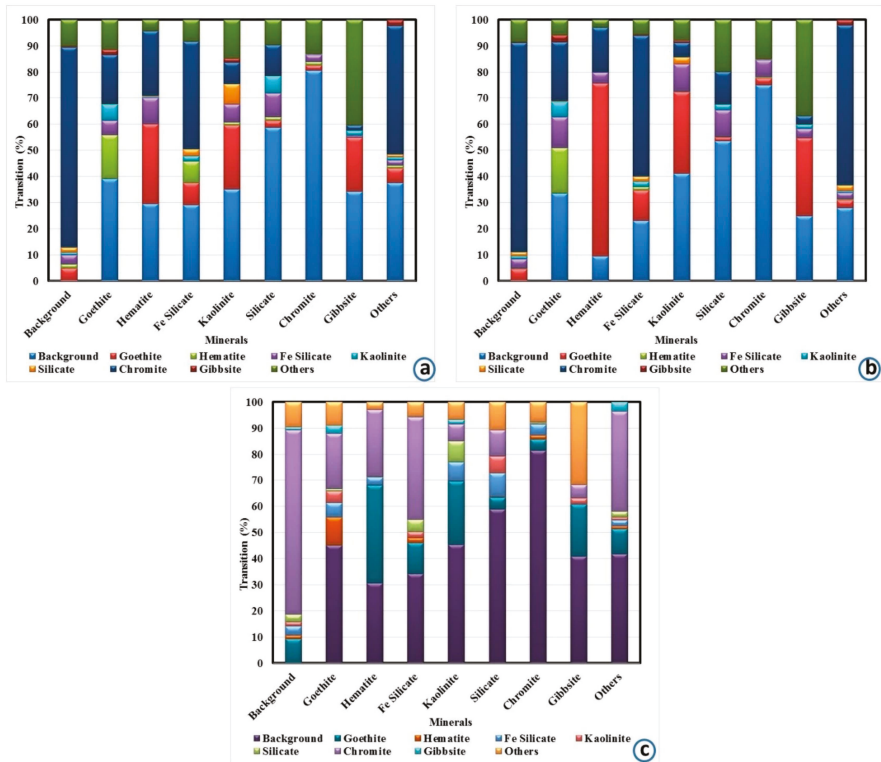 100
90
80
70
60
50
40
30
20
10
0
Transition (%)
Background
Goethite
Hematite
Fe Silicate
Kaolinite
Silicate
Chromite
Gibbsite
Others
Minerals
Background Goethite Hematite Fe Silicate Kaolinite
Silicate Chromite Gibbsite Others
a
100
90
80
70
60
50
40
30
20
10
0
Transition (%)
Background
Goethite
Hematite
Fe Silicate
Kaolinite
Silicate
Chromite
Gibbsite
Others
Minerals
Background Goethite Hematite Fe Silicate Kaolinite
Silicate Chromite Gibbsite Others
b
100
90
80
70
60
50
40
30
20
10
0
Transition (%)
Background
Goethite
Hematite
Fe Silicate
Kaolinite
Silicate
Chromite
Gibbsite
Others
Minerals
Background Goethite Hematite Fe Silicate Kaolinite
Silicate Chromite Gibbsite Others
c